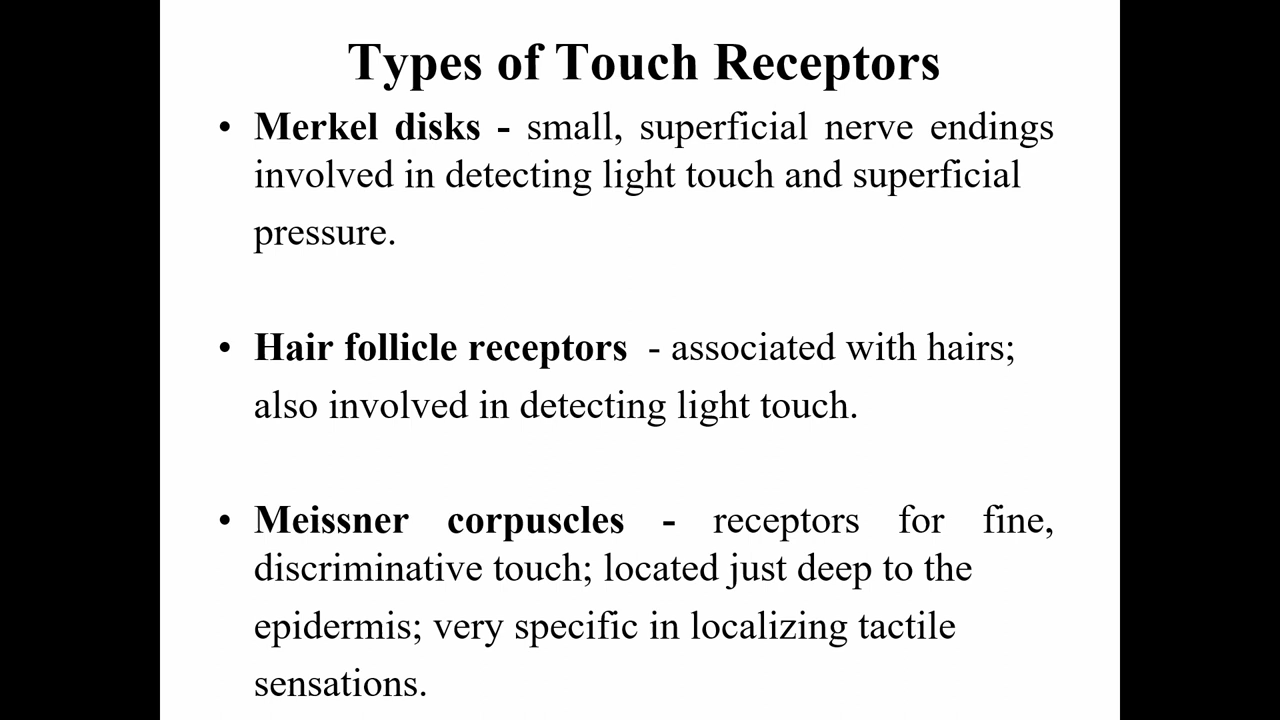 Types of Touch Receptors
• Merkel disks - small, superficial nerve endings
involved in detecting light touch and superficial
pressure.
• Hair follicle receptors - associated with hairs;
also involved in detecting light touch.
• Meissner corpuscles - receptors for fine,
discriminative touch; located just deep to the
epidermis; very specific in localizing tactile
sensations.